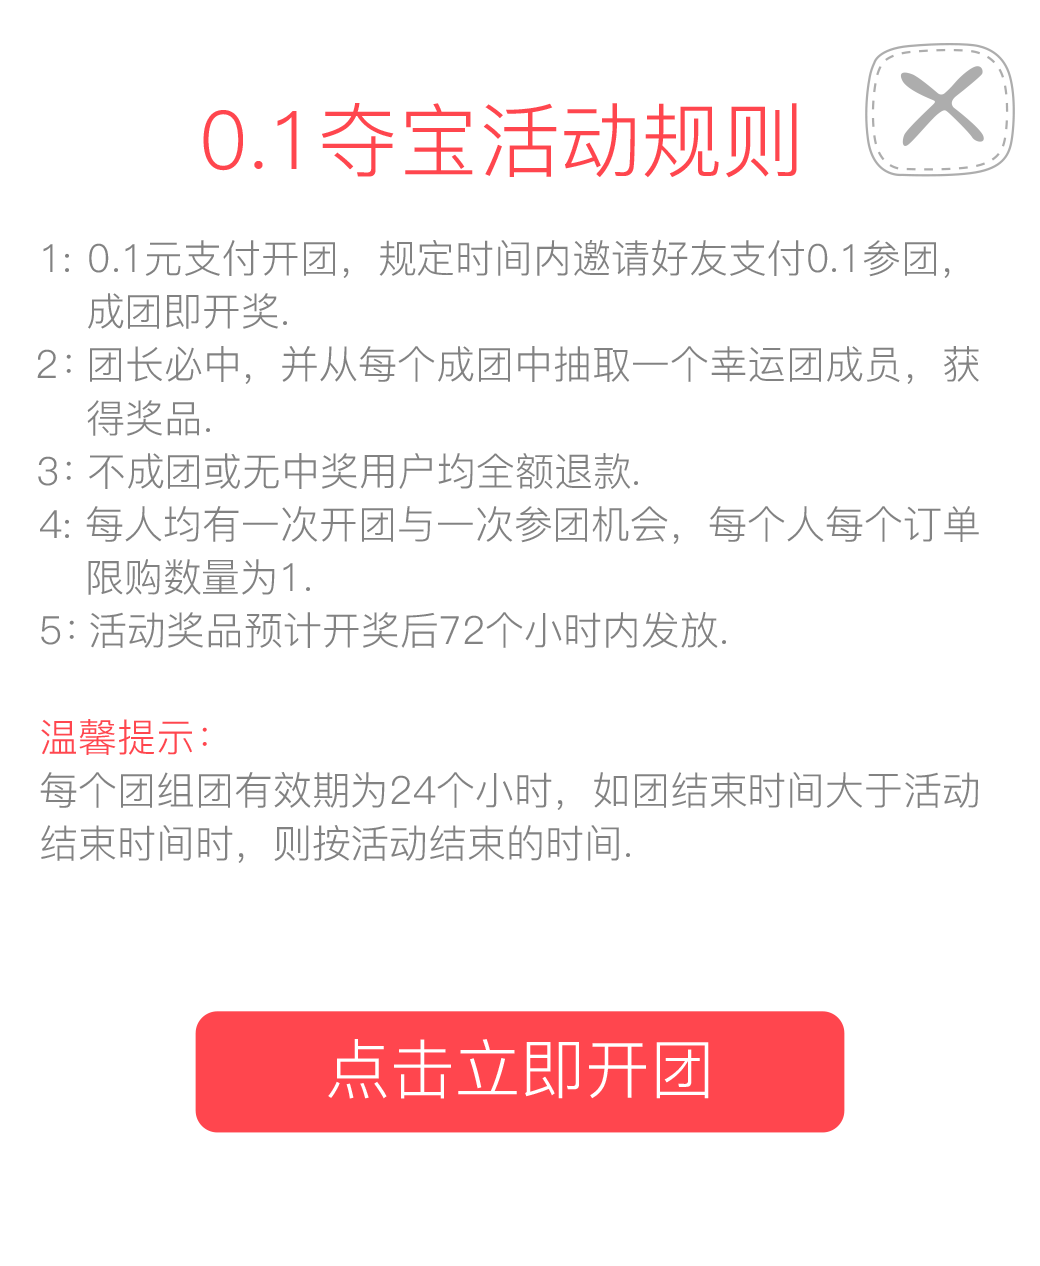 0.1夺宝活动规则
1: 0.1元支付开团，规定时间内邀请好友支付0.1参团，
成团即开奖.
2：团长必中，并从每个成团中抽取一个幸运团成员，获
得奖品.
3：不成团或无中奖用户均全额退款.
4: 每人均有一次开团与一次参团机会，每个人每个订单
限购数量为1.
5：活动奖品预计开奖后72个小时内发放.
温馨提示：
每个团组团有效期为24个小时，如团结束时间大于活动
结束时间时，则按活动结束的时间.
点击立即开团